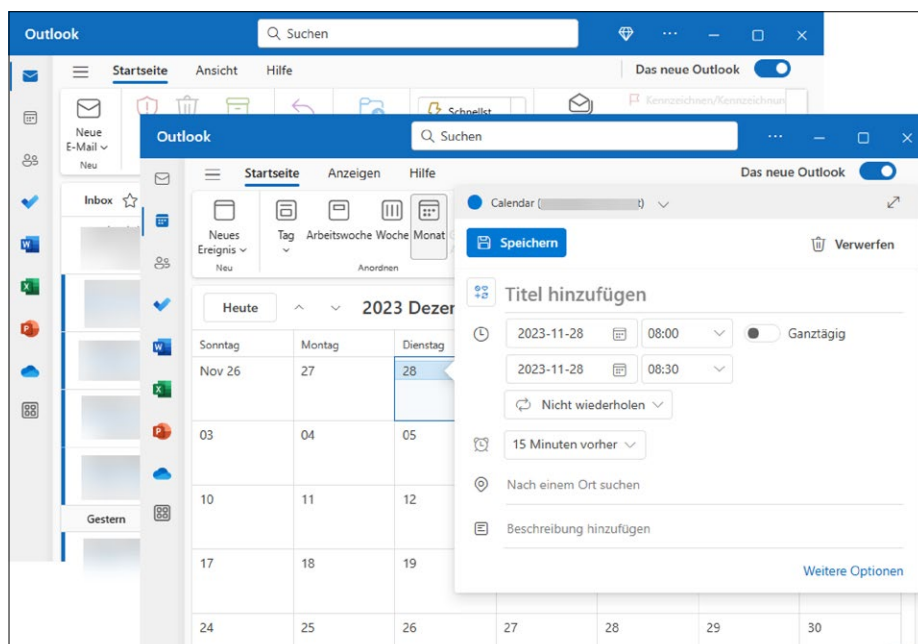 Outlook
Suchen
Startseite Ansicht Hilfe
Das neue Outlook
Neue
E-Mail
Neu
Schnellst
Kennzeichnen/Kennzeichnun
Inbox
Gestern
Outlook
Suchen
Startseite Anzeigen Hilfe
Das neue Outlook
Neues
Ereignis
Neu
Tag Arbeitswoche Woche Monat
Anordnen
Heute
2023 Dezer
Sonntag Montag Dienstag
Nov 26 27 28
03 04 05
10 11 12
17 18 19
24 25 26 27 28 29 30
Calendar ( t)
Speichern
Verwerfen
Titel hinzufügen
2023-11-28 08:00 Ganztägig
2023-11-28 08:30
Nicht wiederholen
15 Minuten vorher
Nach einem Ort suchen
Beschreibung hinzufügen
Weitere Optionen